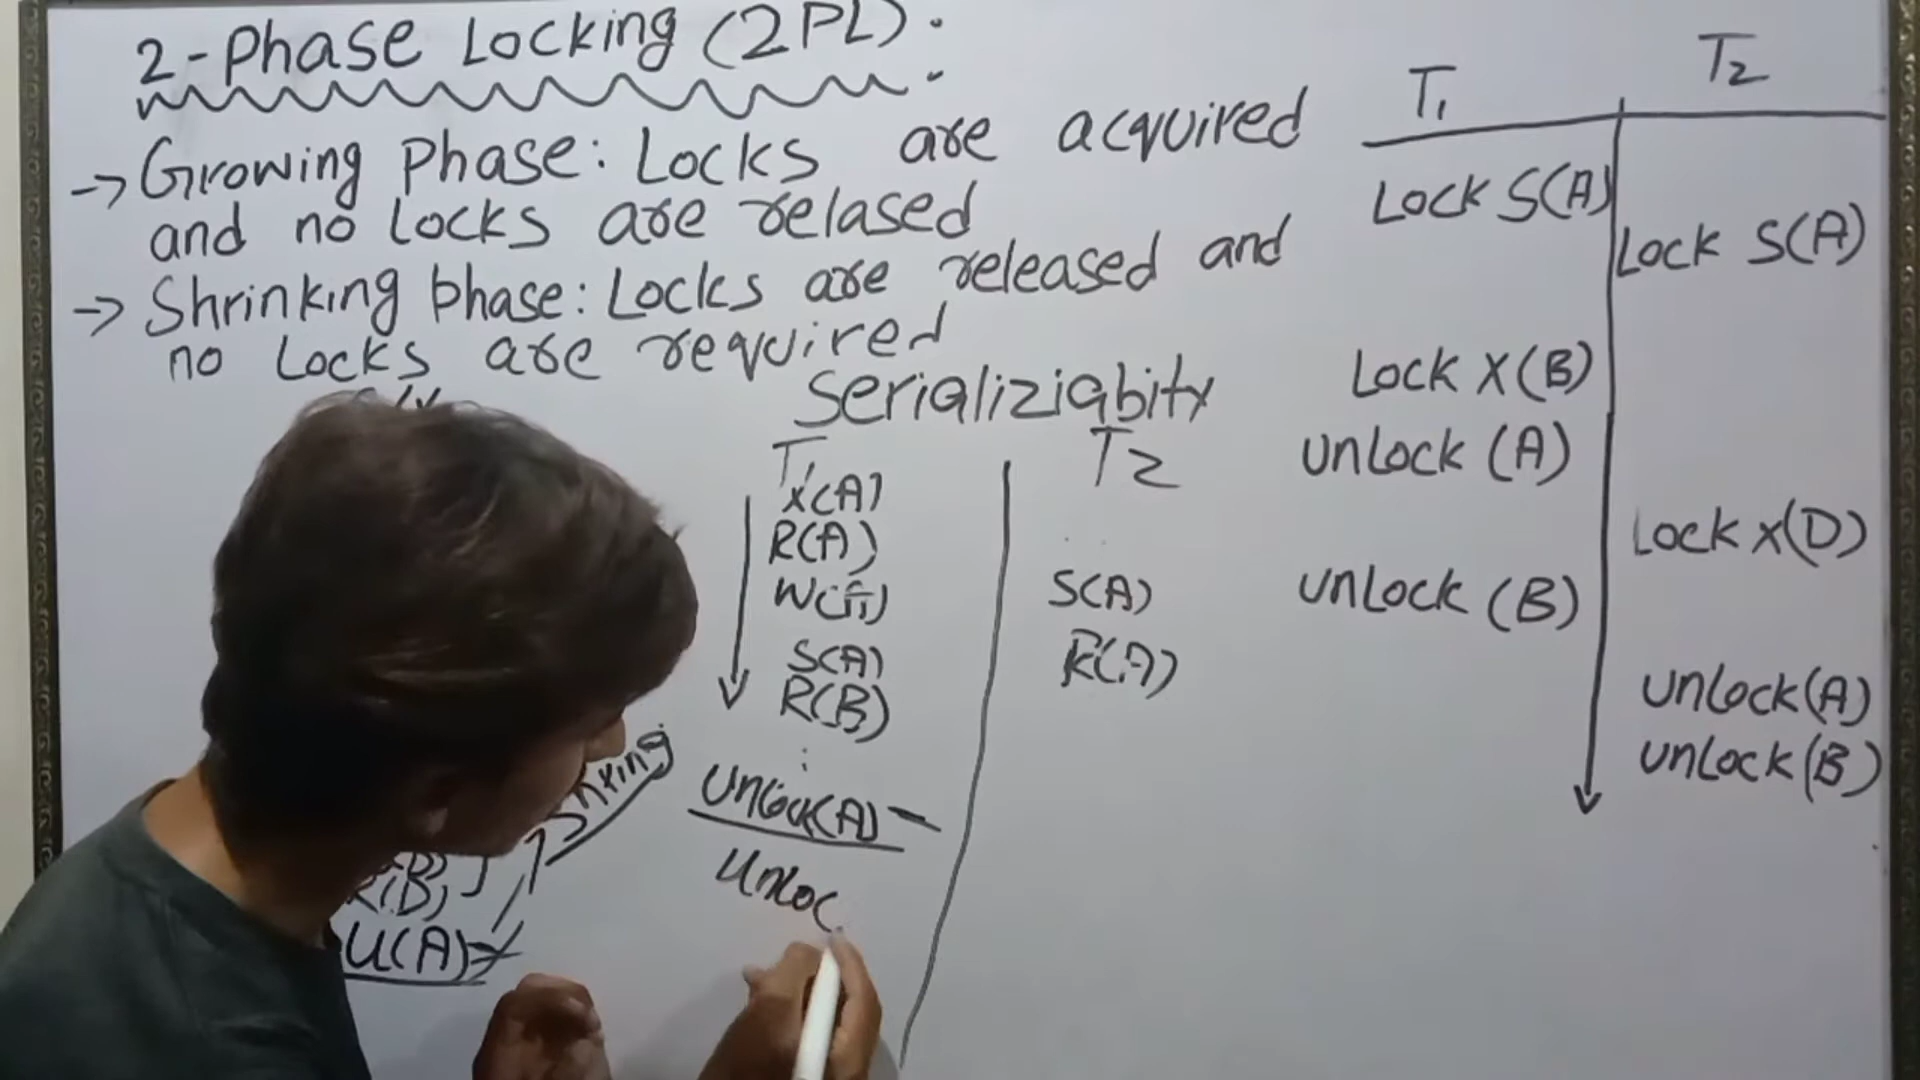 2-Phase Locking (2PL):
-> Growing Phase: Locks are acquired
and no Locks are relased
-> Shrinking phase: Locks are released and
no Locks are required
Serializiabity
T1
X(A)
R(A)
W(A)
S(A)
R(B)
:
Unlock(A) -
Unloc
T2
S(A)
R(A)
R(B)
U(A)
T1
Lock S(A)
Lock X(B)
Unlock (A)
Unlock (B)
T2
Lock S(A)
Lock X(D)
Unlock(A)
Unlock(B)